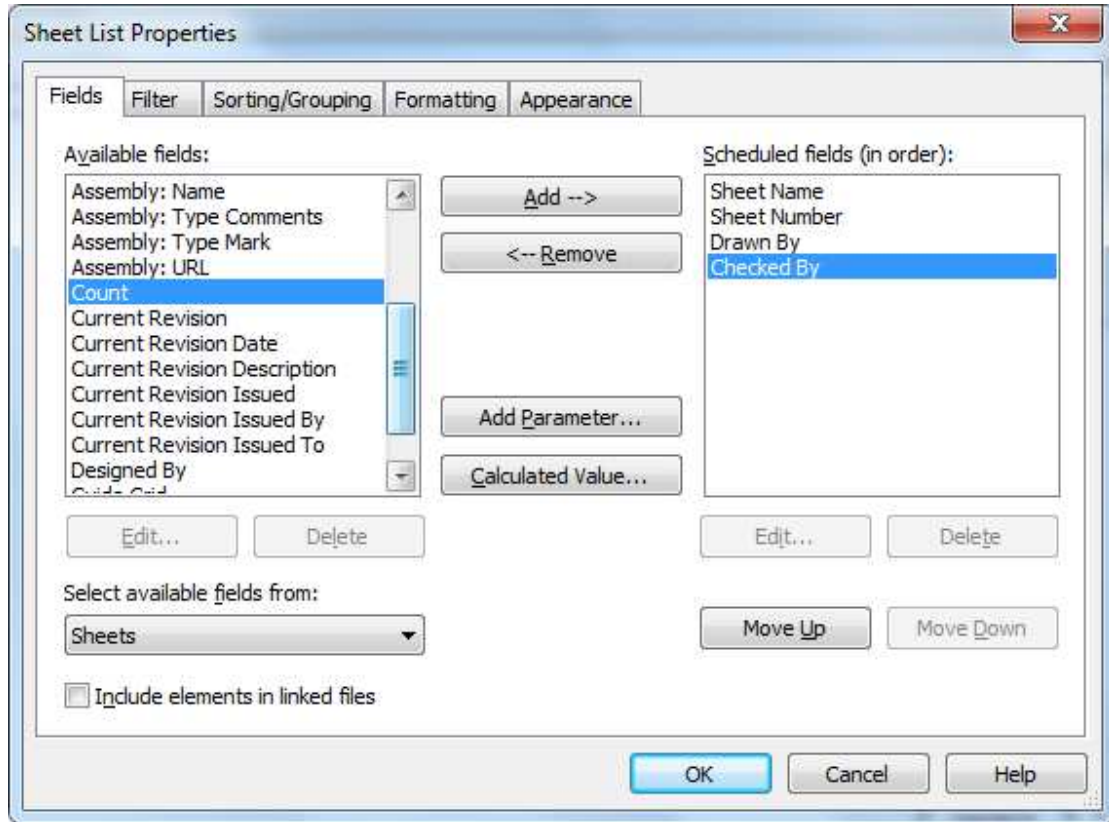 Sheet List Properties
Fields Filter Sorting/Grouping Formatting Appearance
Available fields:
Assembly: Name
Assembly: Type Comments
Assembly: Type Mark
Assembly: URL
Count
Current Revision
Current Revision Date
Current Revision Description
Current Revision Issued
Current Revision Issued By
Current Revision Issued To
Designed By
Add -->
<-- Remove
Add Parameter...
Calculated Value...
Scheduled fields (in order):
Sheet Name
Sheet Number
Drawn By
Checked By
Edit... Delete
Edit... Delete
Select available fields from:
Sheets
Move Up Move Down
Include elements in linked files
OK Cancel Help